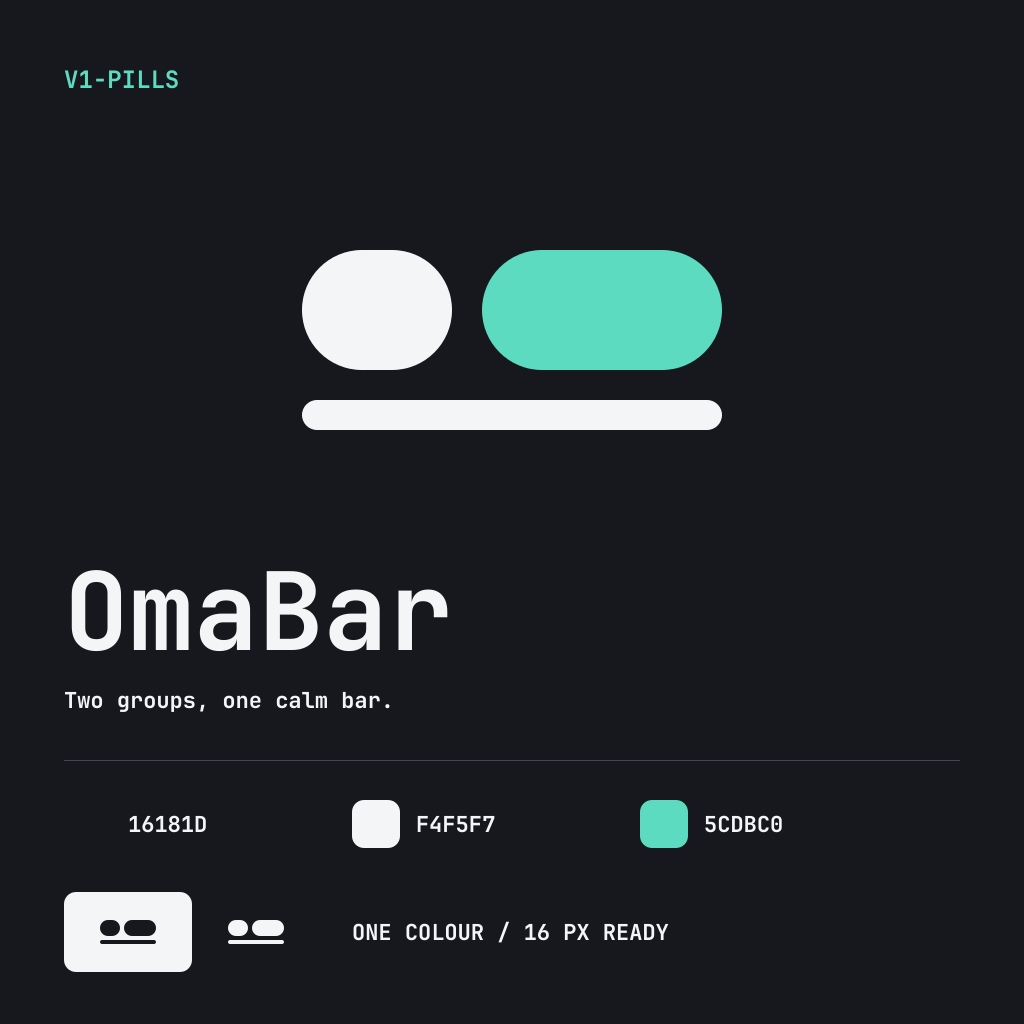 V1-PILLS
OmaBar
Two groups, one calm bar.
16181D
F4F5F7
5CDBC0
ONE COLOUR / 16 PX READY